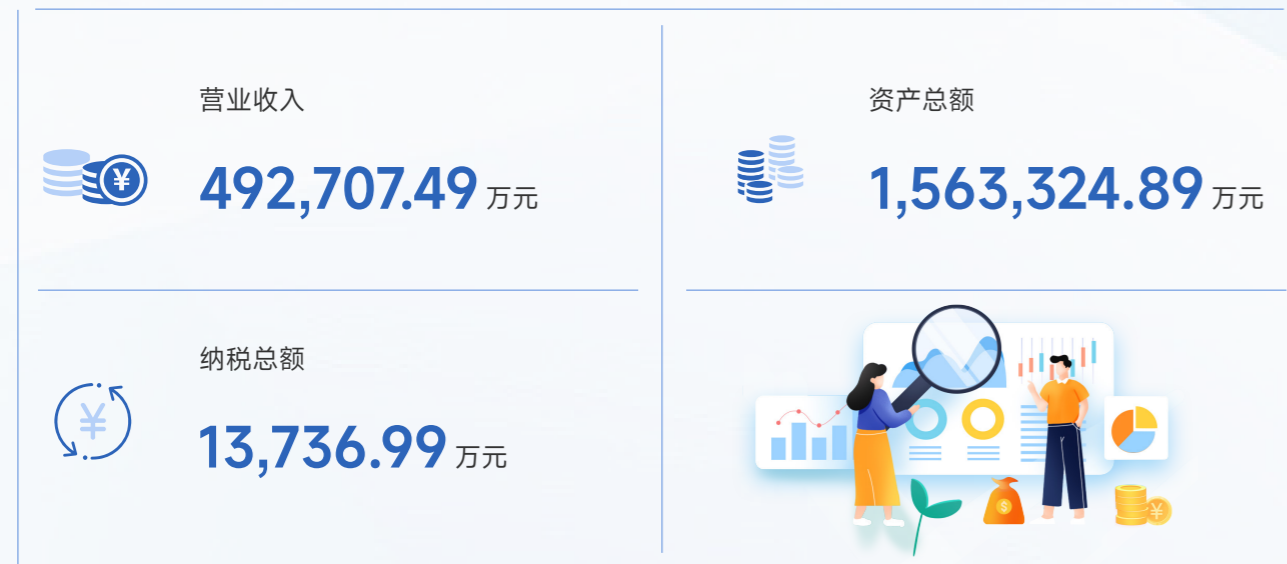 营业收入
492,707.49 万元
资产总额
1,563,324.89 万元
纳税总额
13,736.99 万元
¥
¥
$
¥